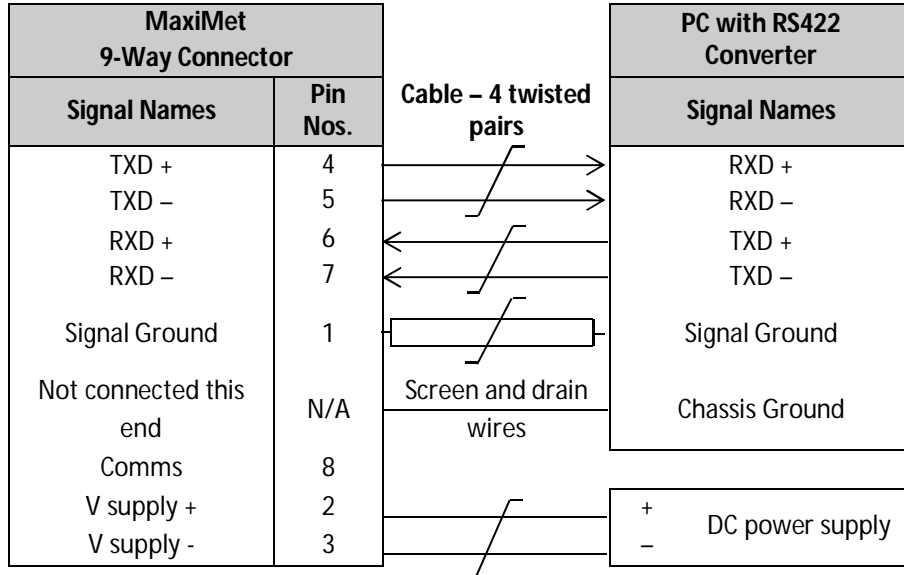 MaxiMet
9-Way Connector
PC with RS422
Converter
Signal Names
Pin
Nos.
Cable – 4 twisted
pairs
Signal Names
TXD + 4 RXD +
TXD – 5 RXD –
RXD + 6 TXD +
RXD – 7 TXD –
Signal Ground 1 Signal Ground
Not connected this
end
N/A
Screen and drain
wires
Chassis Ground
Comms 8
V supply + 2 +
DC power supply
V supply - 3 –